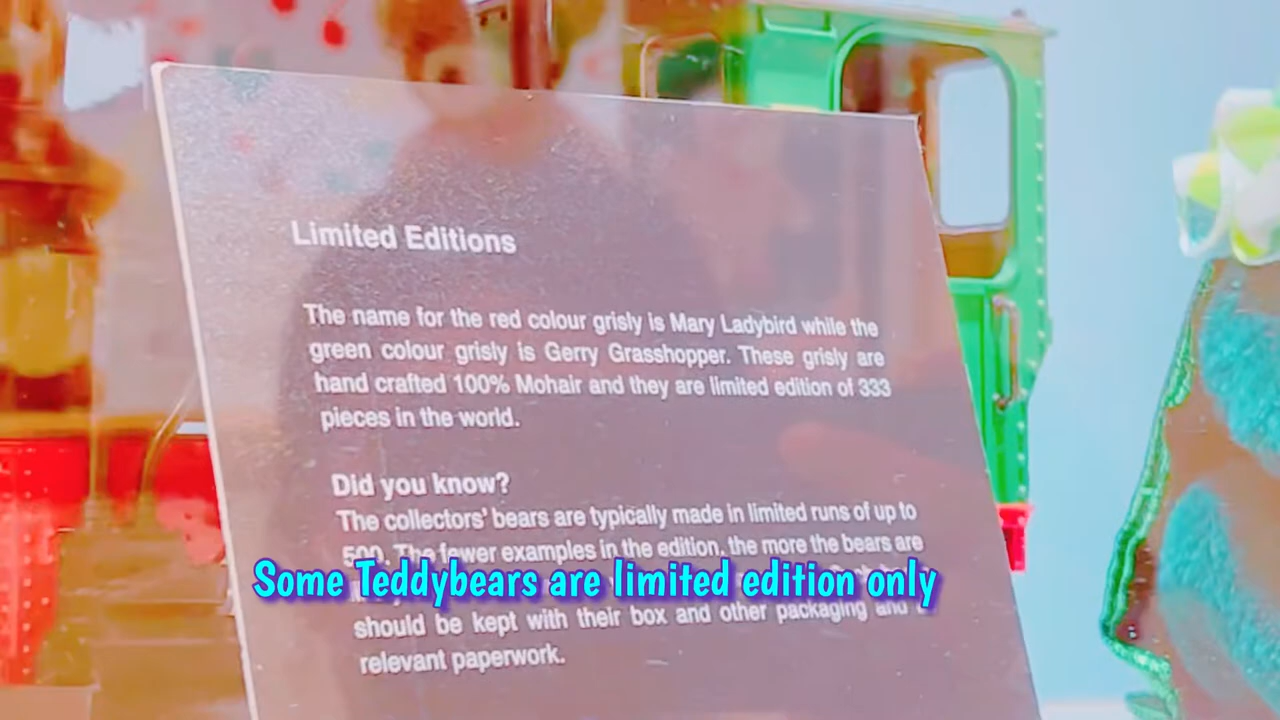 Limited Editions
The name for the red colour grisly is Mary Ladybird while the
green colour grisly is Gerry Grasshopper. These grisly are
hand crafted 100% Mohair and they are limited edition of 333
pieces in the world.
Did you know?
The collectors' bears are typically made in limited runs of up to
500. The fewer examples in the edition, the more the bears are
Some Teddybears are limited edition only
should be kept with their box and other packaging and
relevant paperwork.